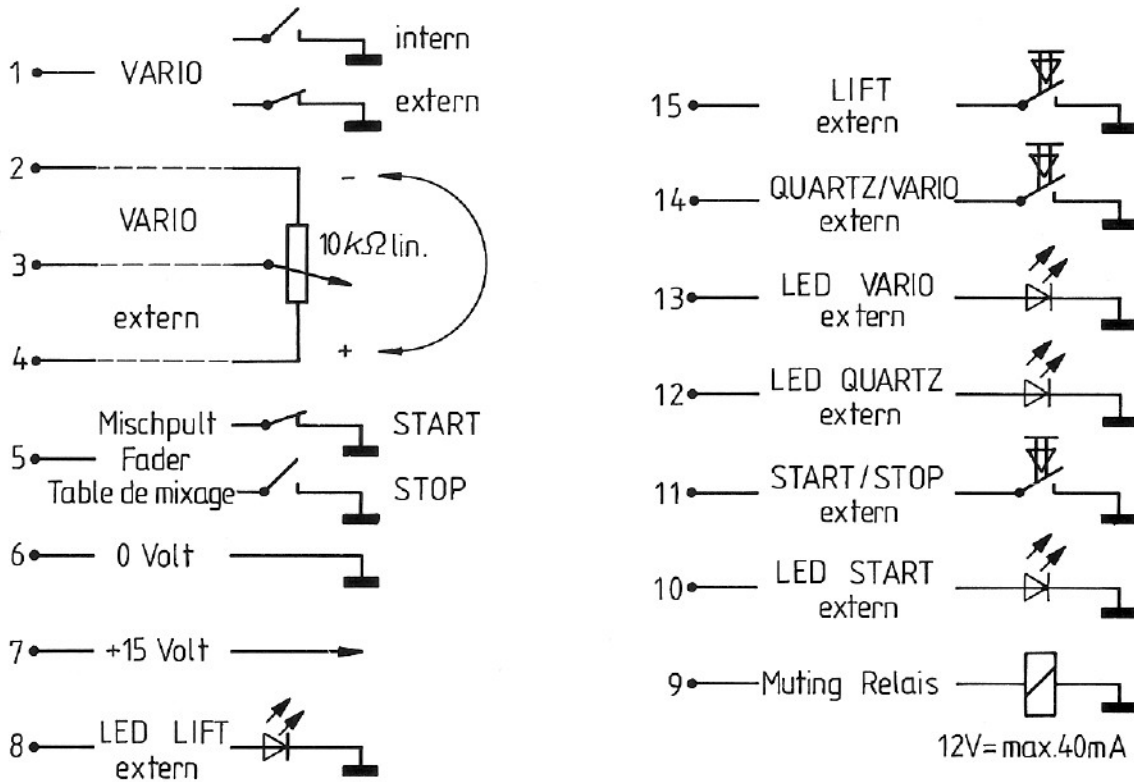 1 VARIO
intern
extern
2
VARIO
3
extern
4
−
10kΩ lin.
+
Mischpult
5 Fader
Table de mixage
START
STOP
6 0 Volt
7 +15 Volt
8 LED LIFT
extern
15 LIFT
extern
14 QUARTZ/VARIO
extern
13 LED VARIO
extern
12 LED QUARTZ
extern
11 START/STOP
extern
10 LED START
extern
9 Muting Relais
12V= max.40mA